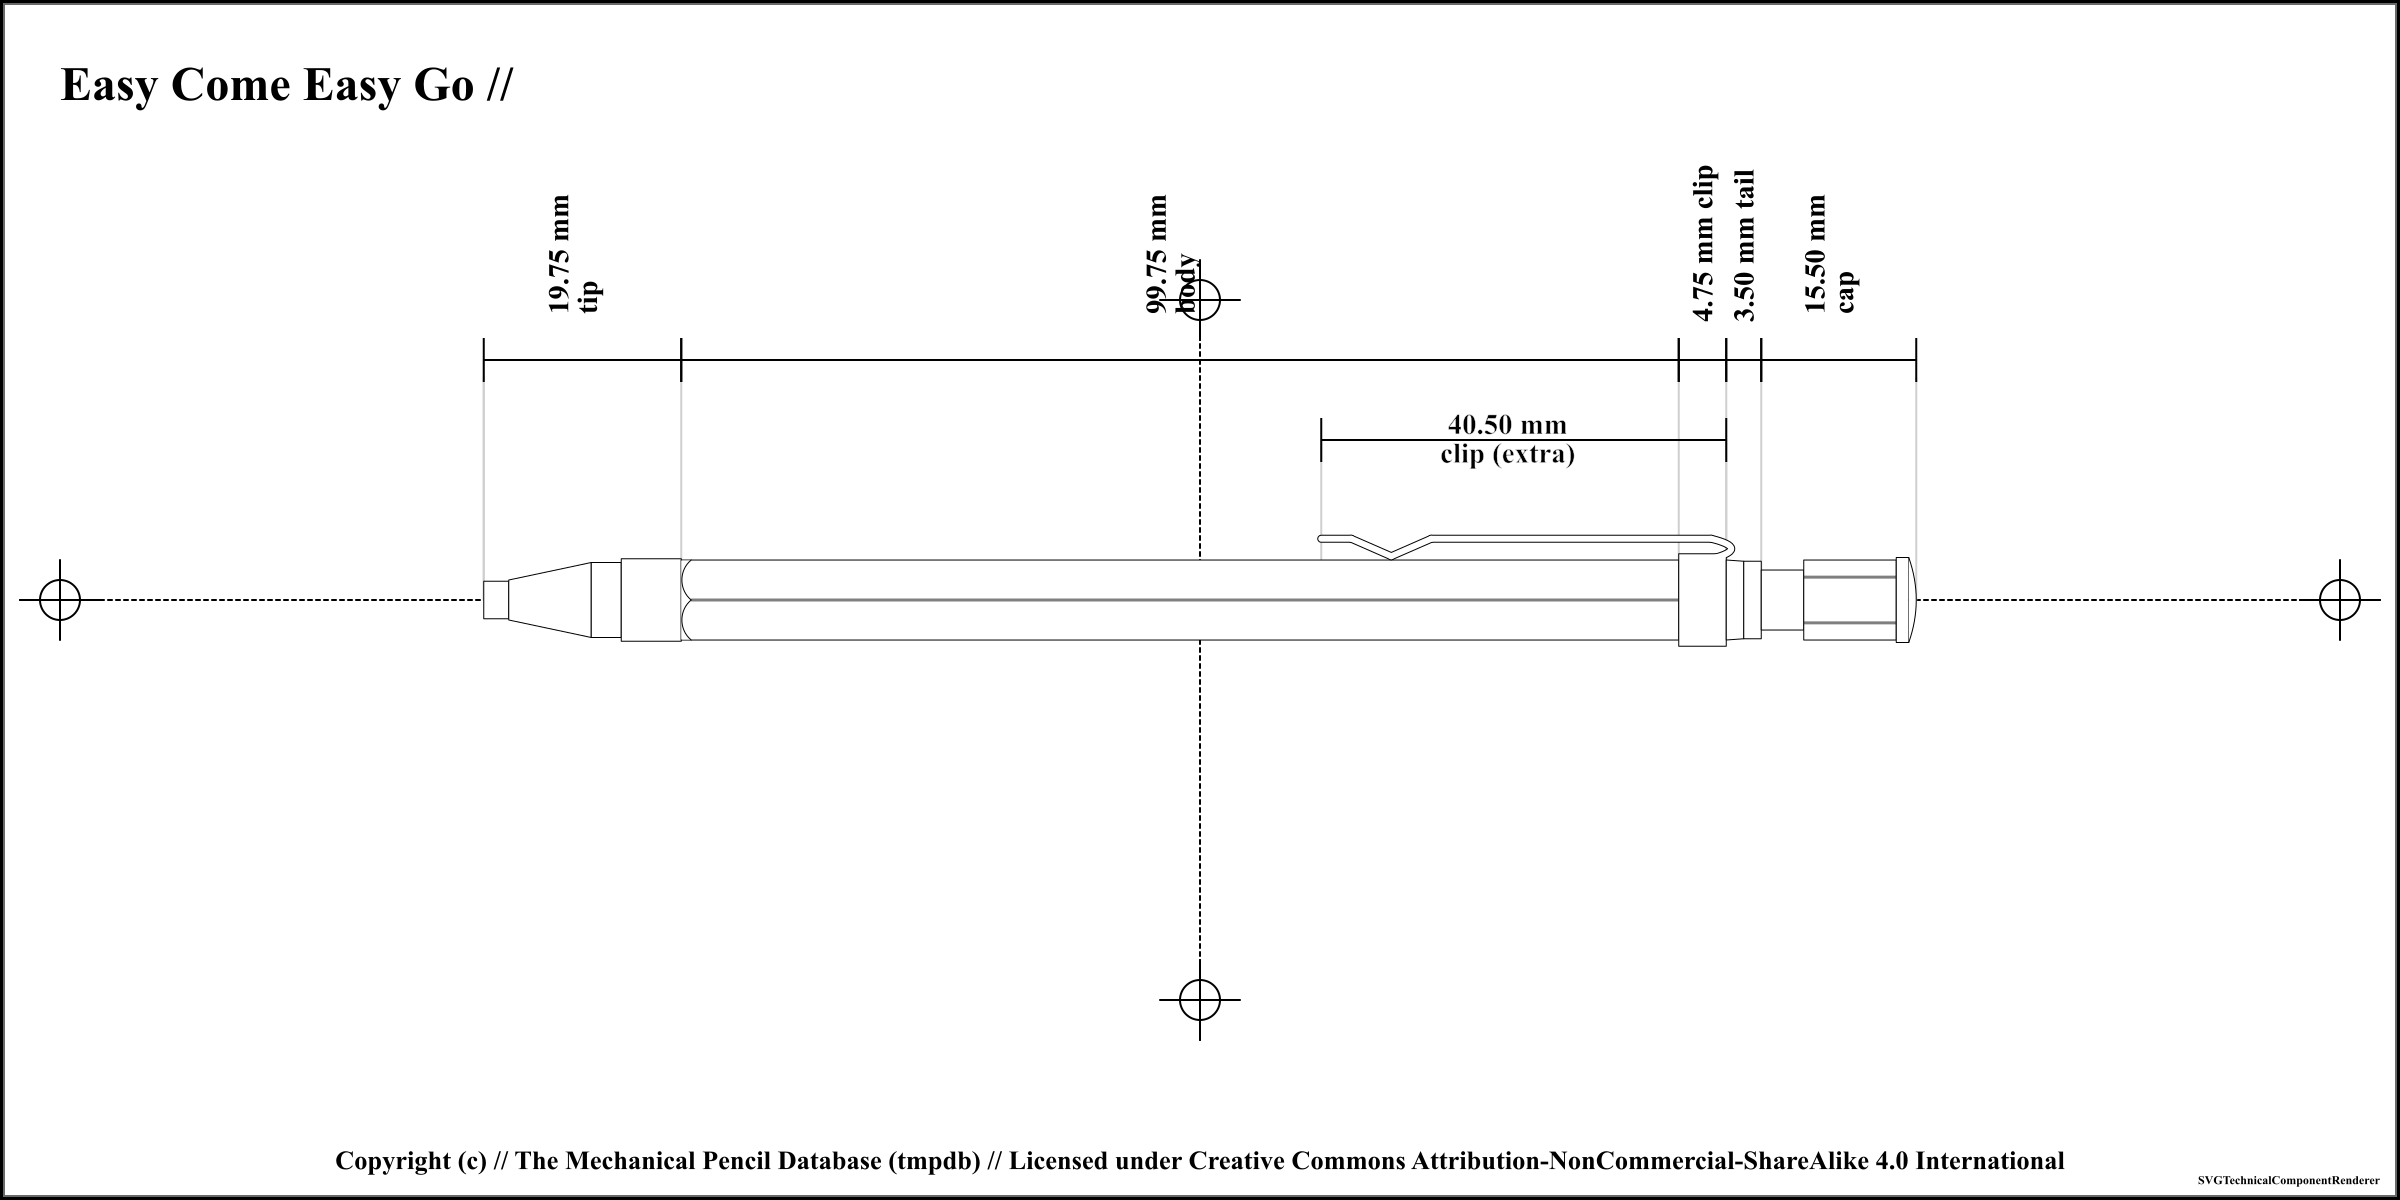 Easy Come Easy Go //
19.75 mm
tip
99.75 mm
body
4.75 mm clip
3.50 mm tail
15.50 mm
cap
40.50 mm
clip (extra)
Copyright (c) // The Mechanical Pencil Database (tmpdb) // Licensed under Creative Commons Attribution-NonCommercial-ShareAlike 4.0 International
SVGTechnicalComponentRenderer